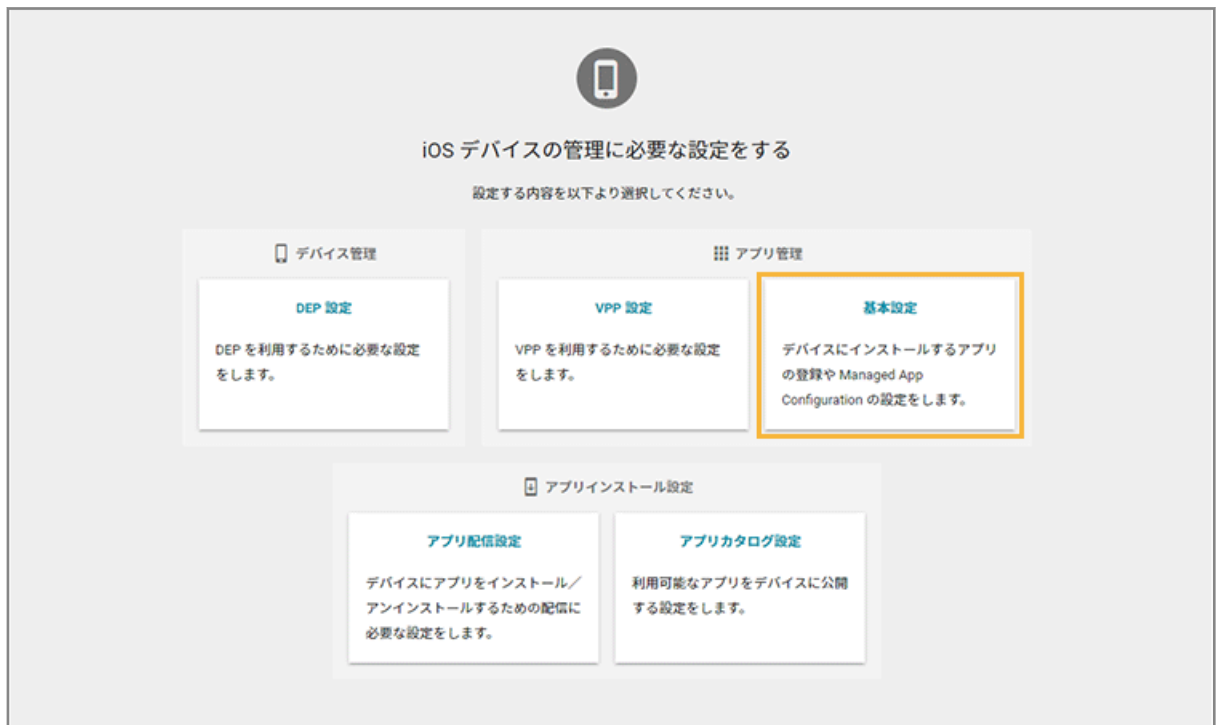 iOS デバイスの管理に必要な設定をする
設定する内容を以下より選択してください。
デバイス管理
DEP 設定
DEP を利用するために必要な設定
をします。
アプリ管理
VPP 設定
VPP を利用するために必要な設定
をします。
基本設定
デバイスにインストールするアプリ
の登録や Managed App
Configuration の設定をします。
アプリインストール設定
アプリ配信設定
デバイスにアプリをインストール／
アンインストールするための配信に
必要な設定をします。
アプリカタログ設定
利用可能なアプリをデバイスに公開
する設定をします。